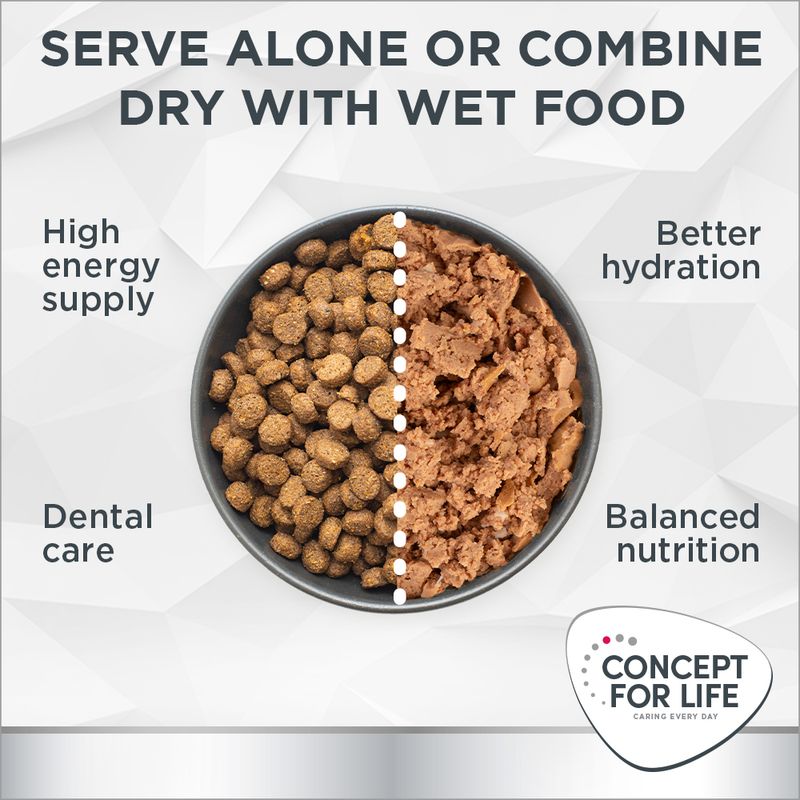 SERVE ALONE OR COMBINE
DRY WITH WET FOOD
High
energy
supply
Better
hydration
Dental
care
Balanced
nutrition
CONCEPT
FOR LIFE
CARING EVERY DAY